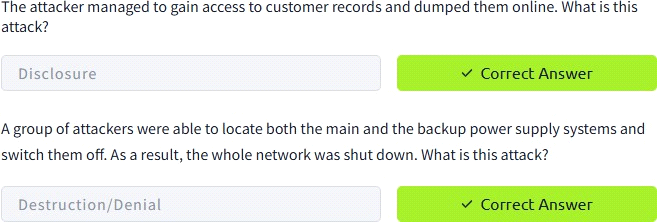 The attacker managed to gain access to customer records and dumped them online. What is this
attack?
Disclosure
✓ Correct Answer
A group of attackers were able to locate both the main and the backup power supply systems and
switch them off. As a result, the whole network was shut down. What is this attack?
Destruction/Denial
✓ Correct Answer